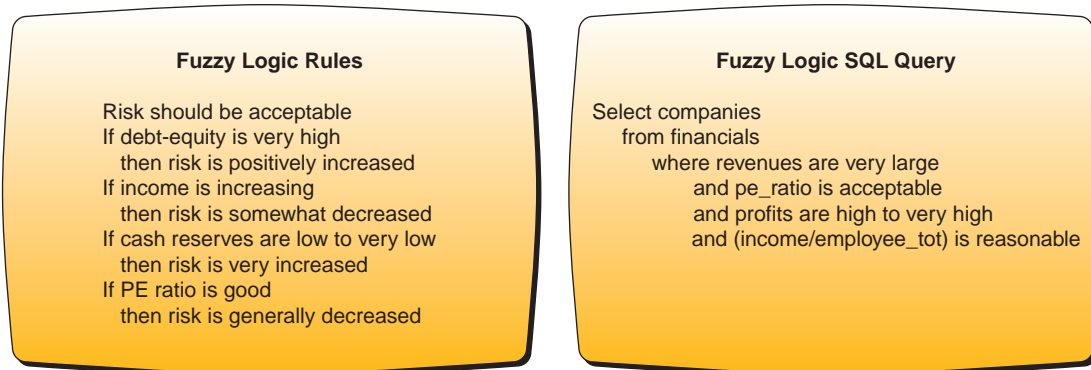 Fuzzy Logic Rules
Risk should be acceptable
If debt-equity is very high
then risk is positively increased
If income is increasing
then risk is somewhat decreased
If cash reserves are low to very low
then risk is very increased
If PE ratio is good
then risk is generally decreased
Fuzzy Logic SQL Query
Select companies
from financials
where revenues are very large
and pe_ratio is acceptable
and profits are high to very high
and (income/employee_tot) is reasonable